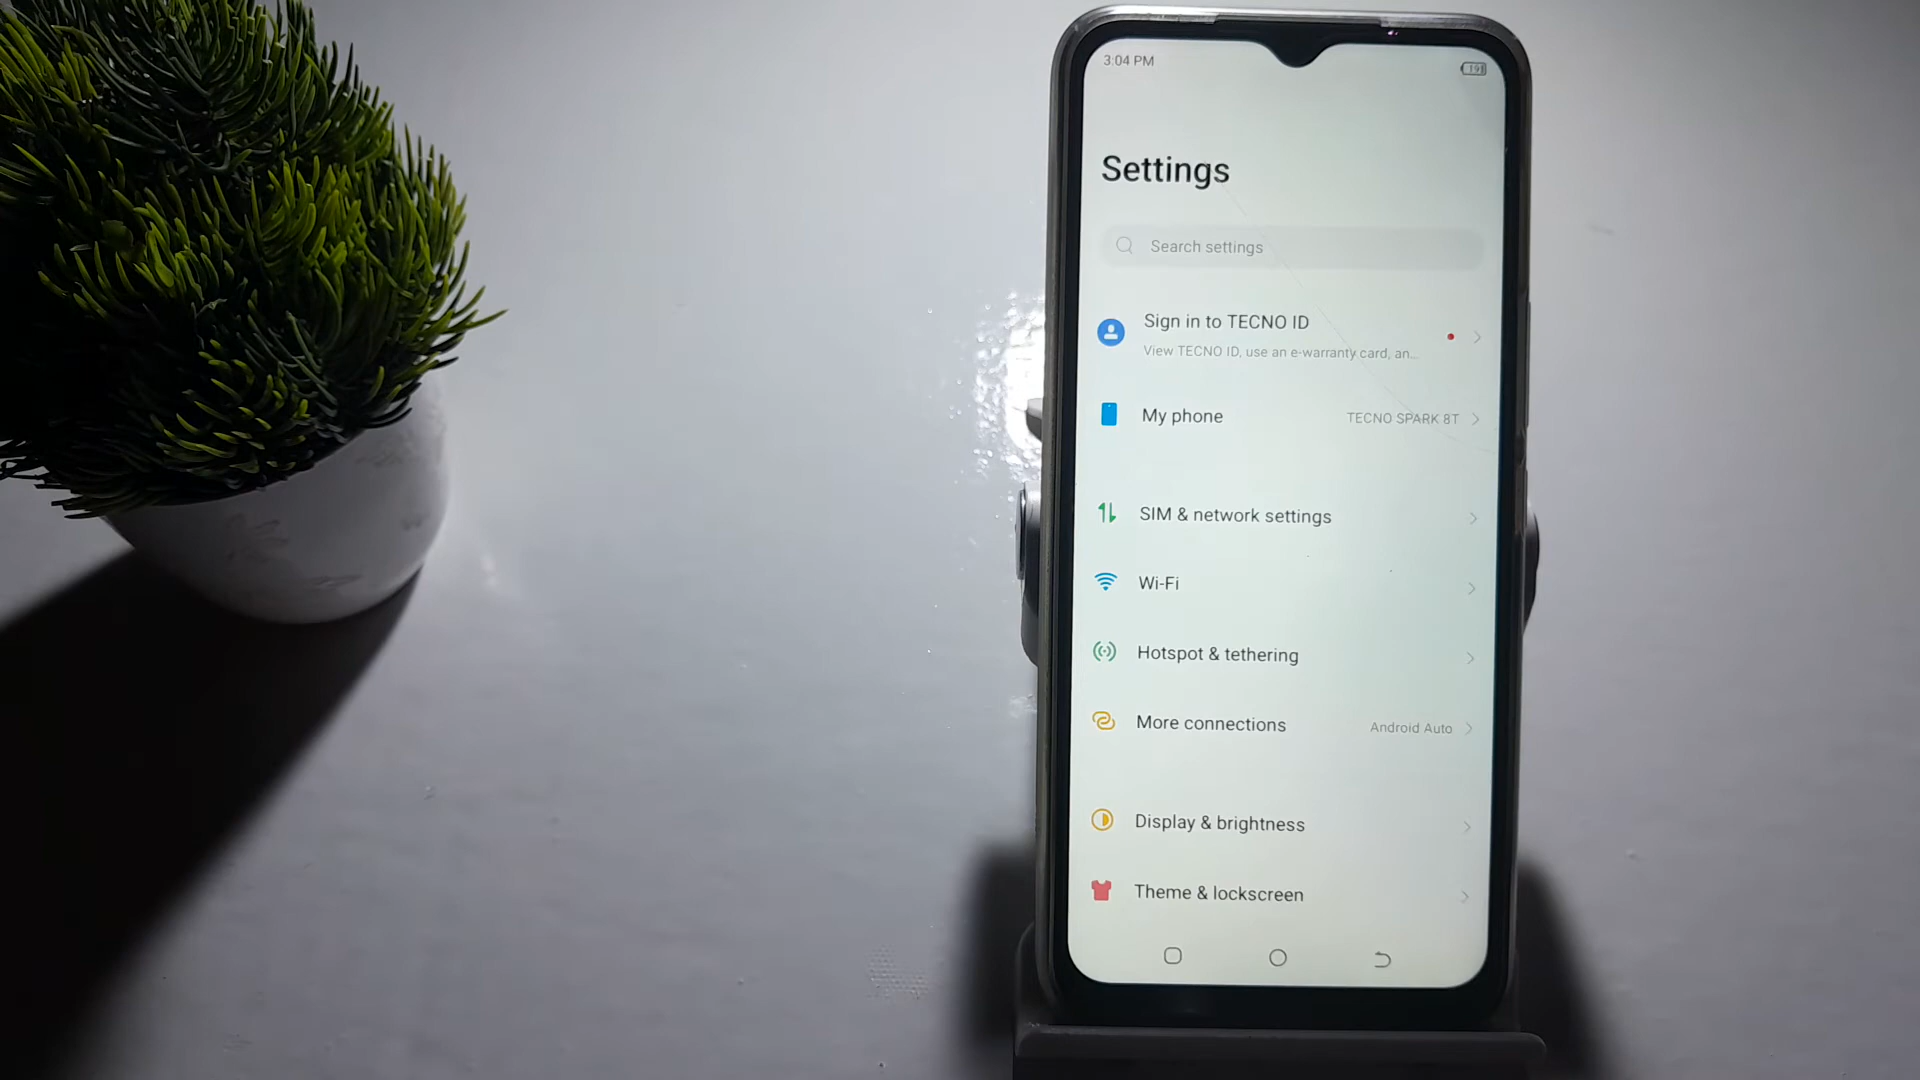 3:04 PM
19
Settings
Search settings
Sign in to TECNO ID
View TECNO ID, use an e-warranty card, an...
My phone TECNO SPARK 8T
SIM & network settings
Wi-Fi
Hotspot & tethering
More connections Android Auto
Display & brightness
Theme & lockscreen